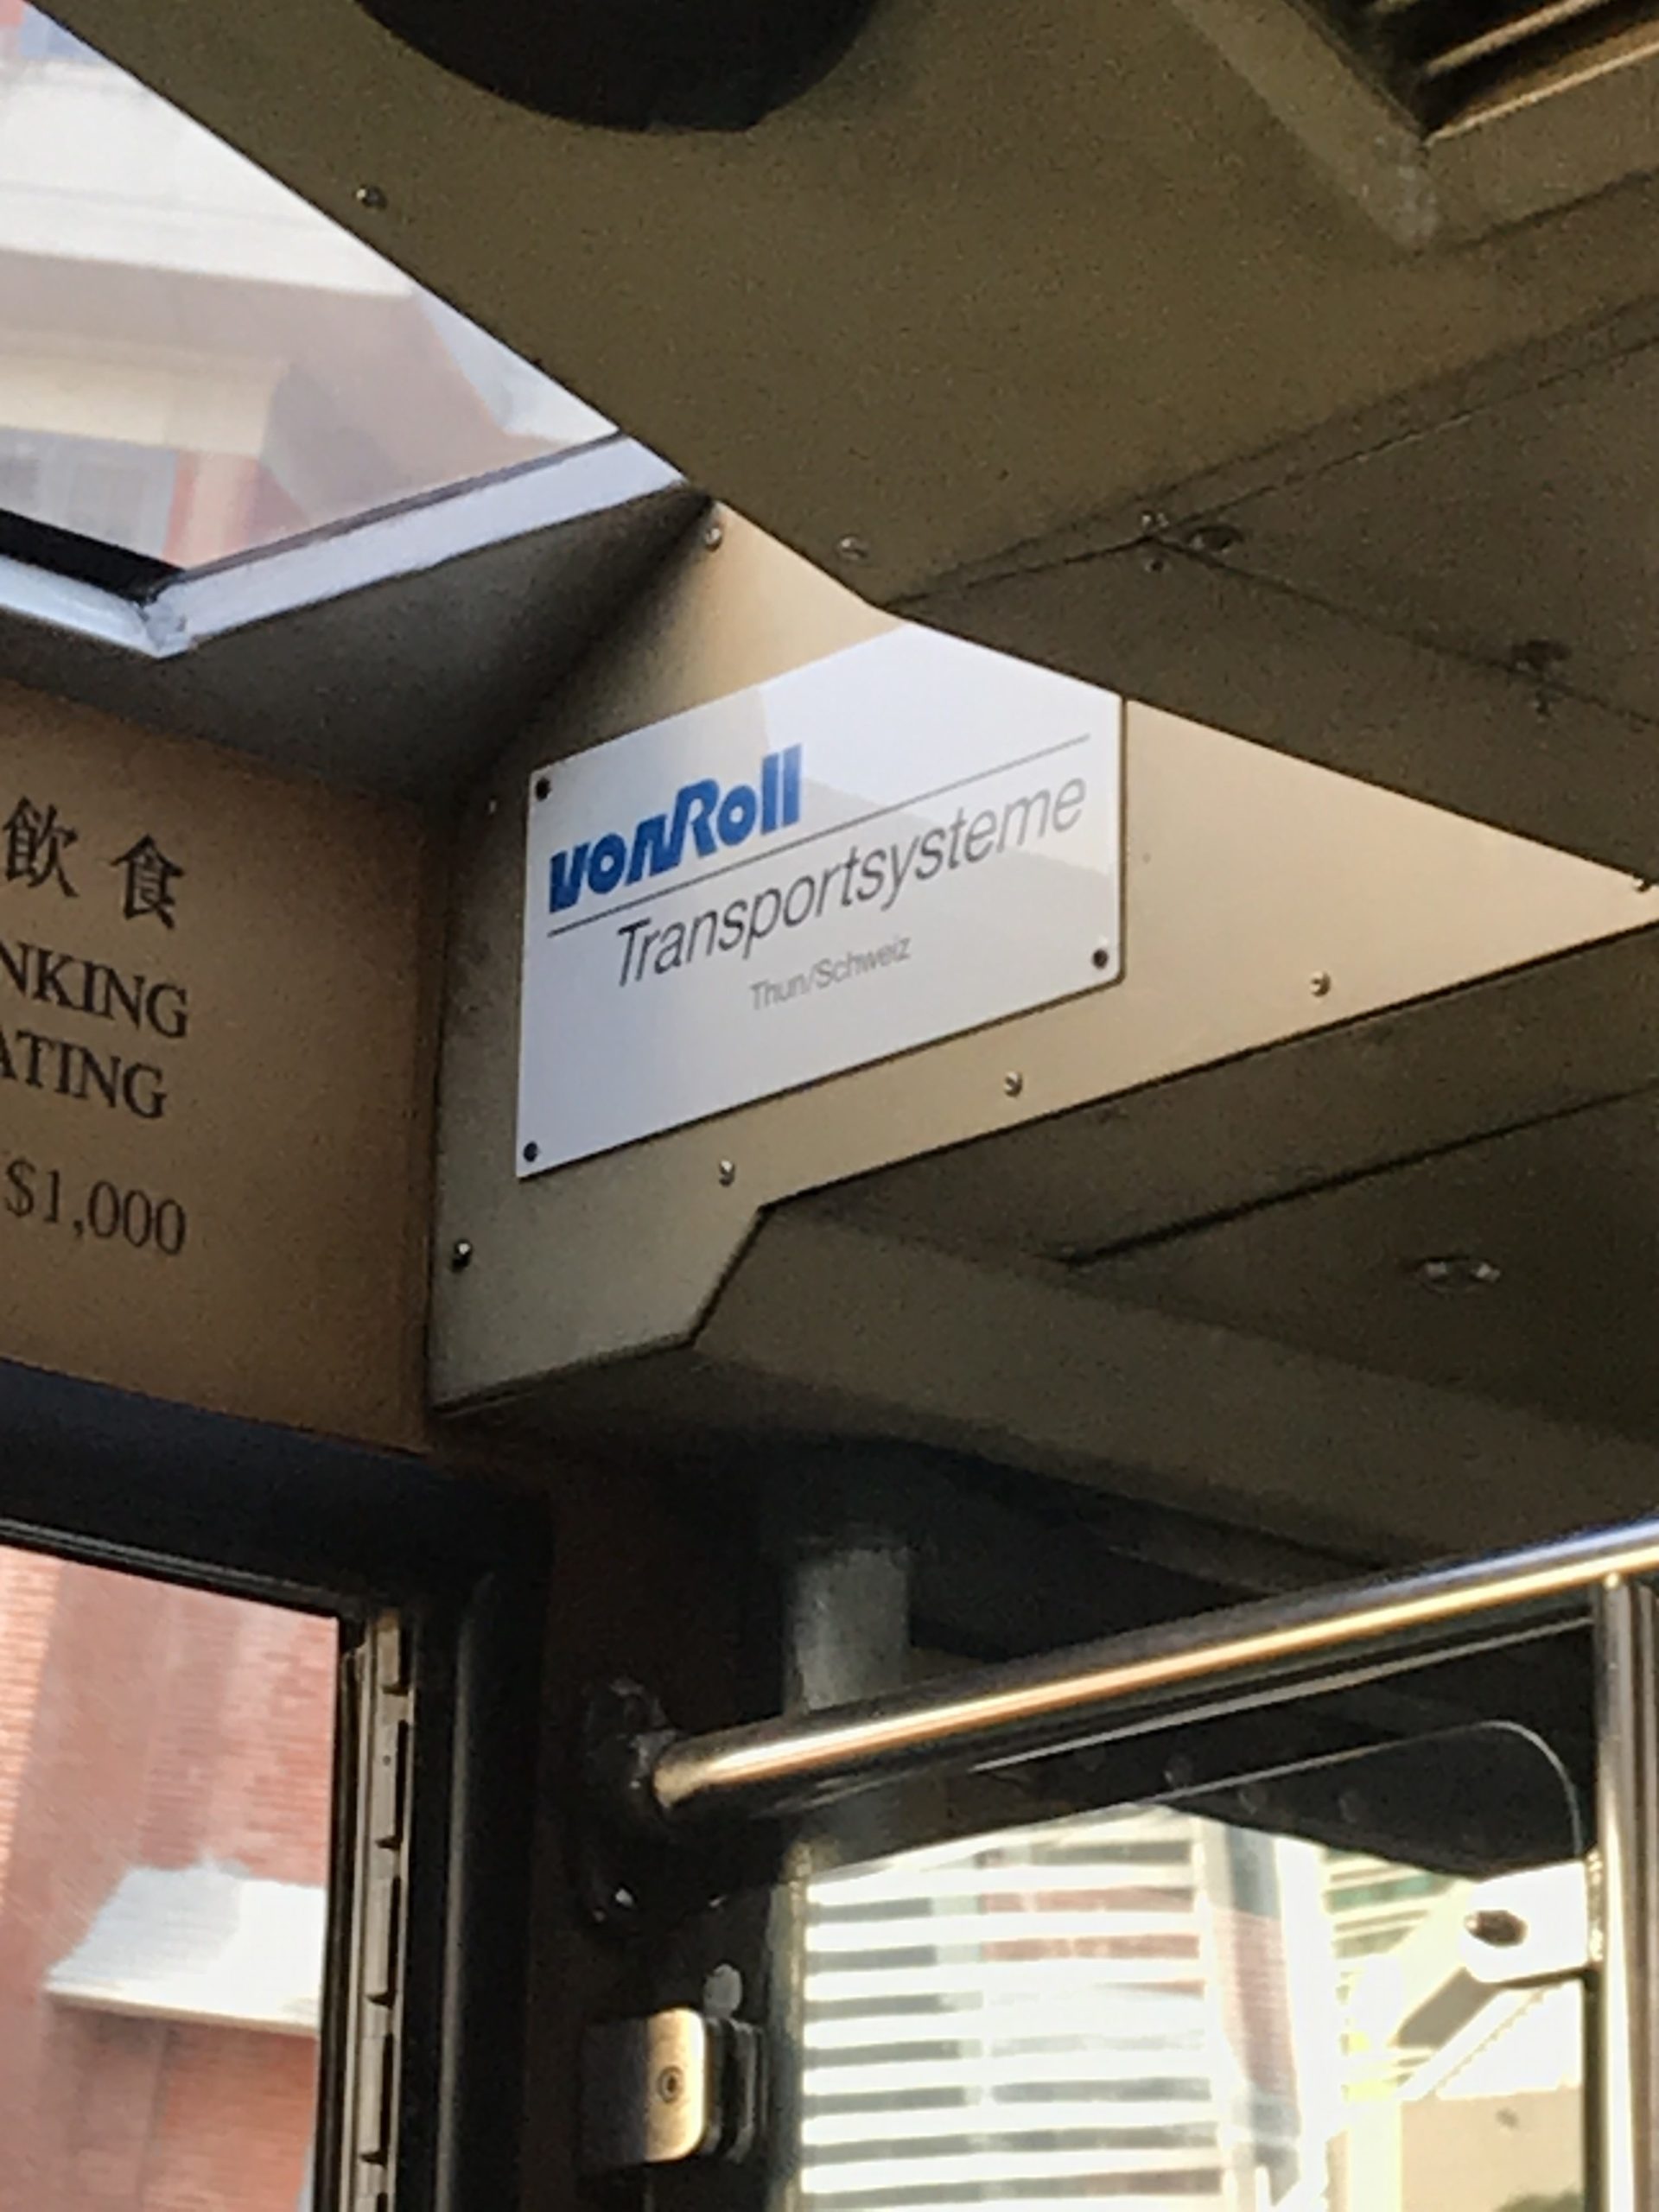 飲食
NKING
ATING
$1,000
vonRoll
Transportsysteme
Thun/Schweiz